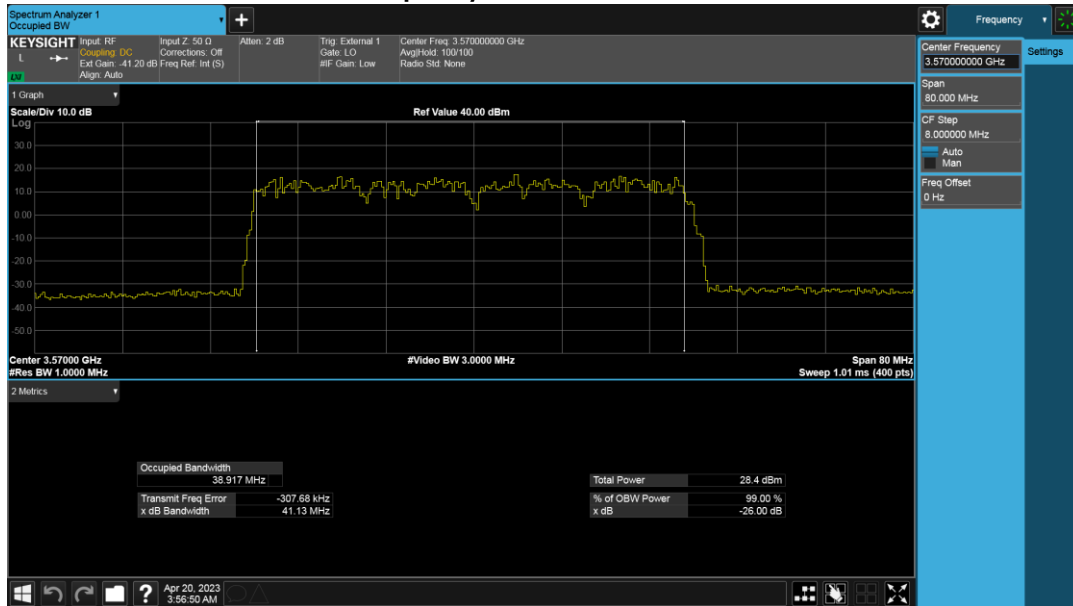 Spectrum Analyzer 1
Occupied BW
+
Frequency
KEYSIGHT
L
LXI
Input: RF
Coupling: DC
Ext Gain: -41.20 dB
Align: Auto
Input Z: 50 Ω
Corrections: Off
Freq Ref: Int (S)
Atten: 2 dB
Trig: External 1
Gate: LO
#IF Gain: Low
Center Freq: 3.570000000 GHz
Avg|Hold: 100/100
Radio Std: None
Center Frequency
3.570000000 GHz
Settings
Span
80.000 MHz
CF Step
8.000000 MHz
Auto
Man
Freq Offset
0 Hz
1 Graph
Scale/Div 10.0 dB
Ref Value 40.00 dBm
Log
30.0
20.0
10.0
0.00
-10.0
-20.0
-30.0
-40.0
-50.0
Center 3.57000 GHz
#Video BW 3.0000 MHz
Span 80 MHz
#Res BW 1.0000 MHz
Sweep 1.01 ms (400 pts)
2 Metrics
Occupied Bandwidth
38.917 MHz
Total Power 28.4 dBm
Transmit Freq Error -307.68 kHz
% of OBW Power 99.00 %
x dB Bandwidth 41.13 MHz
x dB -26.00 dB
?
Apr 20, 2023
3:56:50 AM